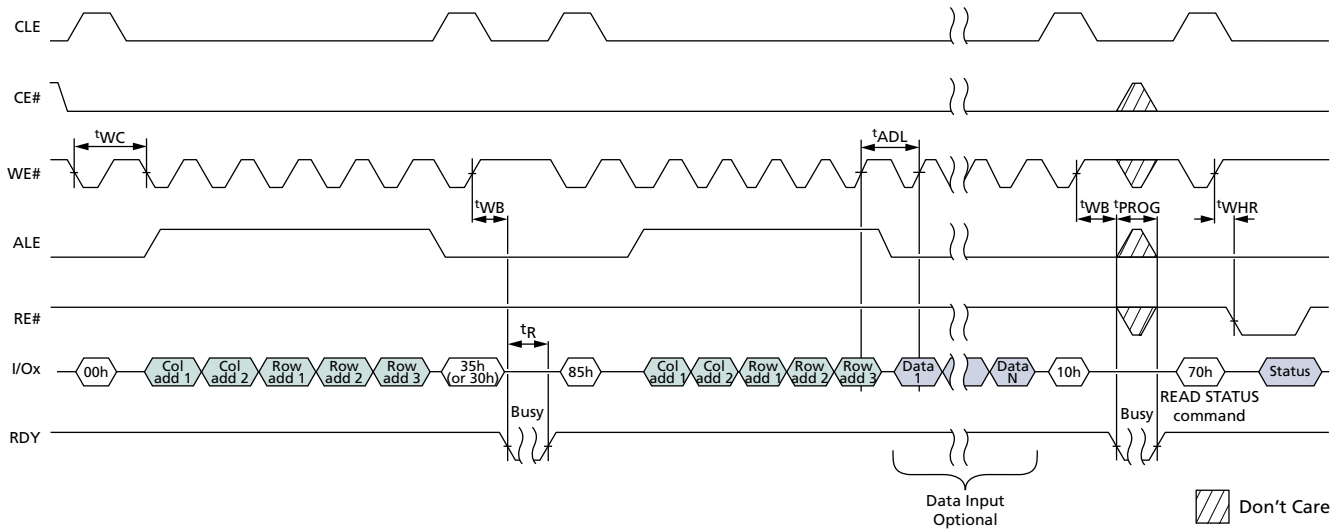 CLE
CE#
tWC
tADL
WE#
tWB
tWB
tPROG
tWHR
ALE
RE#
tR
I/Ox
00h
Col add 1
Col add 2
Row add 1
Row add 2
Row add 3
35h (or 30h)
85h
Col add 1
Col add 2
Row add 1
Row add 2
Row add 3
Data 1
Data N
10h
70h
Status
READ STATUS command
Busy
Busy
RDY
Data Input Optional
Don't Care